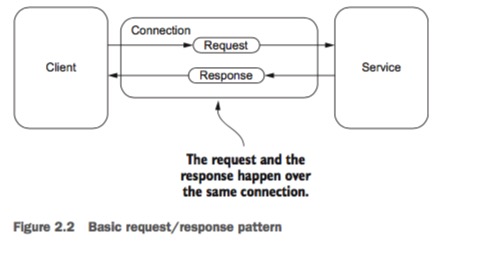 Connection
Client
Request
Response
Service
The request and the
response happen over
the same connection.
Figure 2.2 Basic request/response pattern